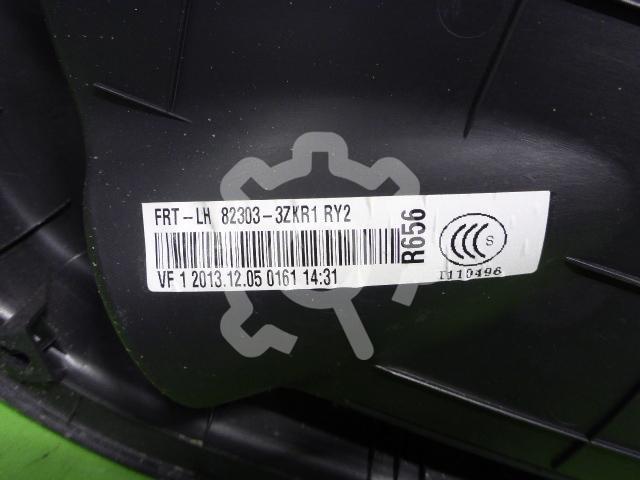 FRT-LH 82303-3ZKR1 RY2
R656
VF 1 2013.12.05 0161 14:31
S
I110496